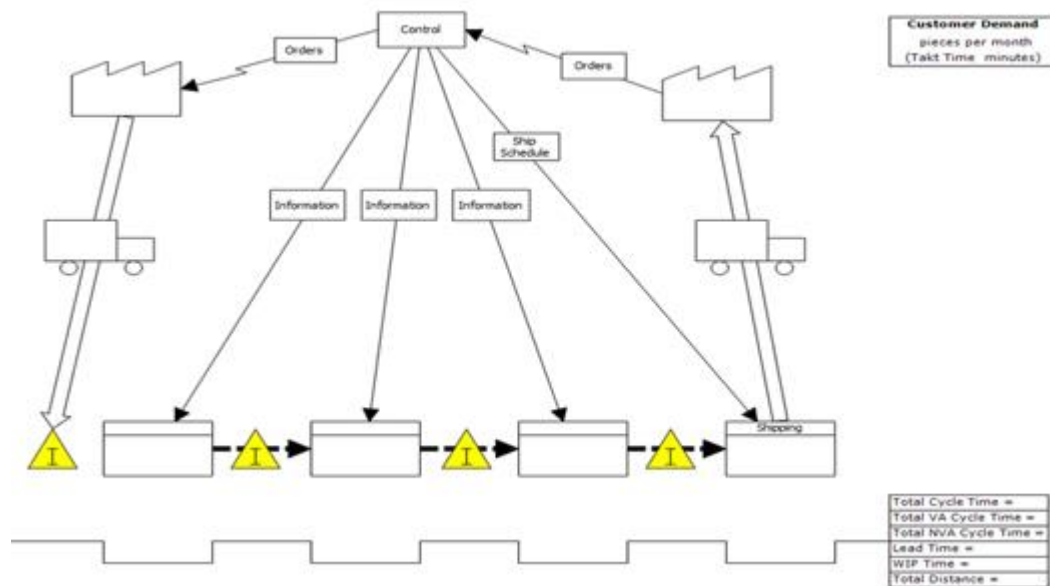 Control
Orders
Orders
Customer Demand
pieces per month
(Takt Time minutes)
Ship
Schedule
Information
Information
Information
I
I
I
I
Shipping
Total Cycle Time =
Total VA Cycle Time =
Total NVA Cycle Time =
Lead Time =
WIP Time =
Total Distance =